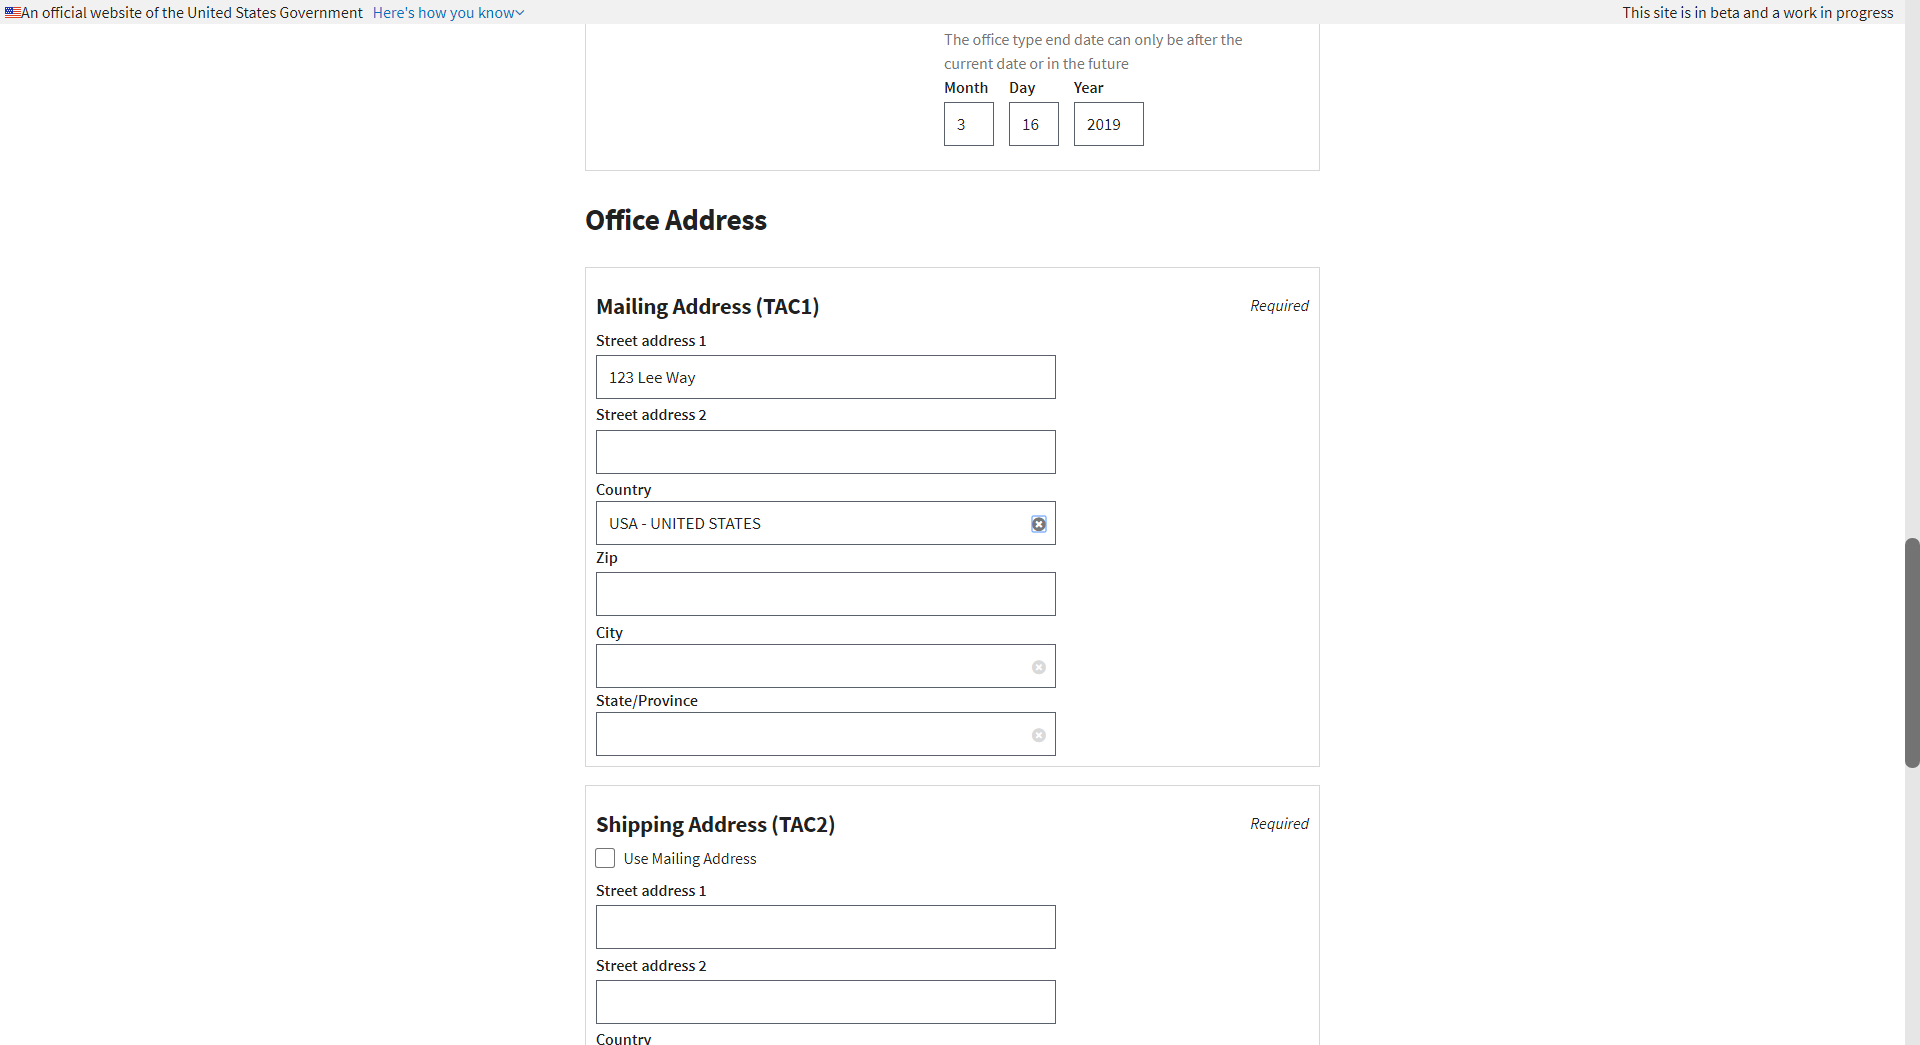 An official website of the United States Government Here's how you know
This site is in beta and a work in progress
The office type end date can only be after the
current date or in the future
Month Day Year
3 16 2019
Office Address
Mailing Address (TAC1) Required
Street address 1
123 Lee Way
Street address 2
Country
USA - UNITED STATES
Zip
City
State/Province
Shipping Address (TAC2) Required
Use Mailing Address
Street address 1
Street address 2
Country